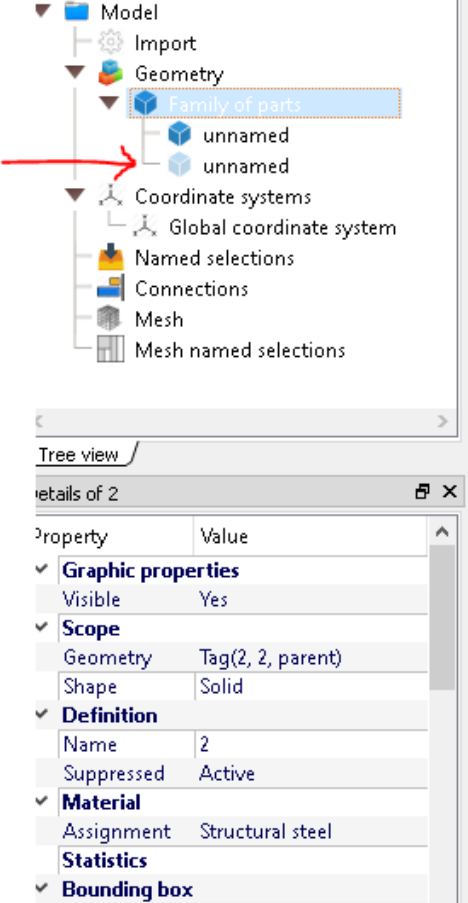 Model
Import
Geometry
Family of parts
unnamed
unnamed
Coordinate systems
Global coordinate system
Named selections
Connections
Mesh
Mesh named selections
Tree view
Details of 2
Property Value
Graphic properties
Visible Yes
Scope
Geometry Tag(2, 2, parent)
Shape Solid
Definition
Name 2
Suppressed Active
Material
Assignment Structural steel
Statistics
Bounding box